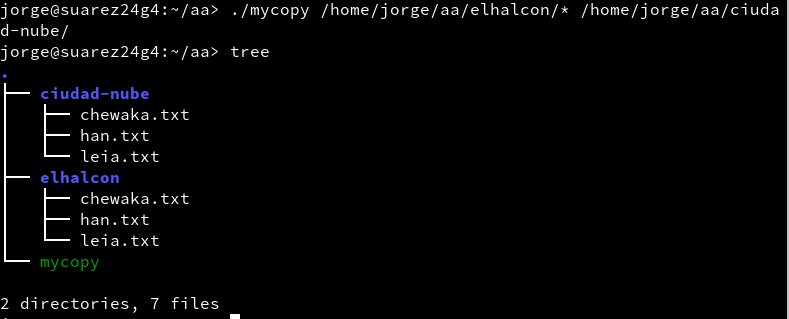 jorge@suarez24g4:~/aa> ./mycopy /home/jorge/aa/elhalcon/* /home/jorge/aa/ciuda
d-nube/
jorge@suarez24g4:~/aa> tree
.
├── ciudad-nube
│   ├── chewaka.txt
│   ├── han.txt
│   └── leia.txt
├── elhalcon
│   ├── chewaka.txt
│   ├── han.txt
│   └── leia.txt
└── mycopy
2 directories, 7 files